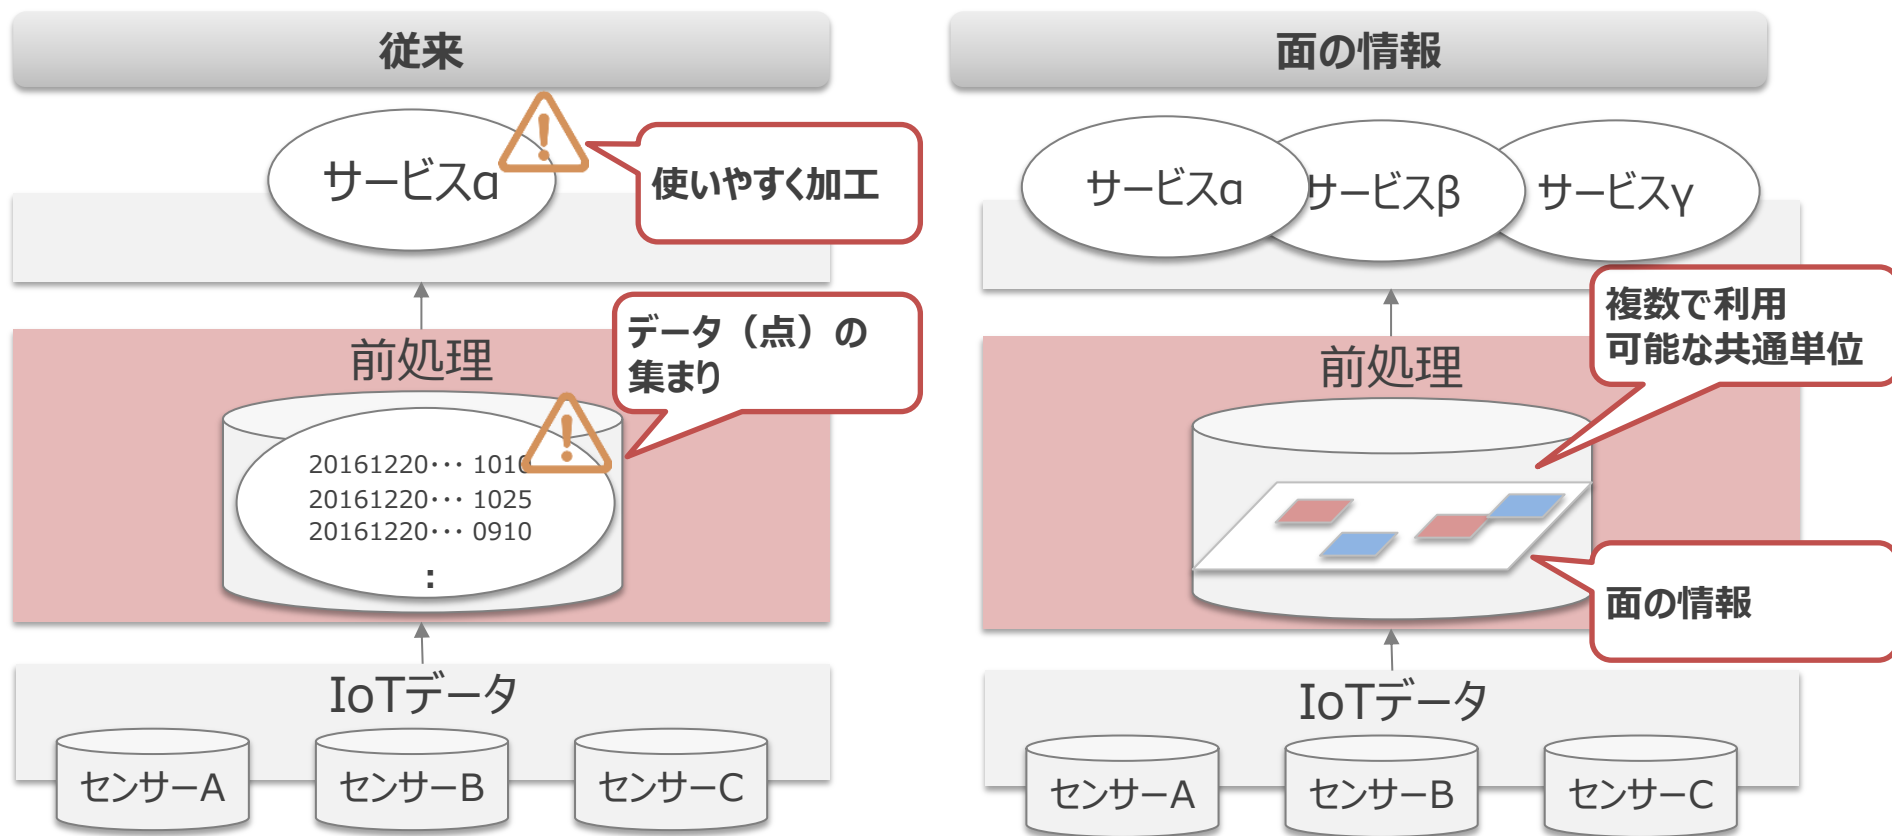 従来
サービスα
使いやすく加工
前処理
データ（点）の
集まり
20161220･･･ 1010
20161220･･･ 1025
20161220･･･ 0910
：
IoTデータ
センサーA
センサーB
センサーC
面の情報
サービスα
サービスβ
サービスγ
複数で利用
可能な共通単位
前処理
面の情報
IoTデータ
センサーA
センサーB
センサーC